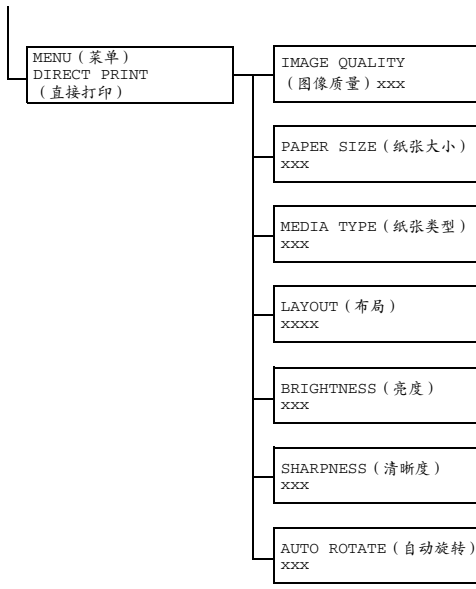 MENU（菜单）
DIRECT PRINT
（直接打印）
IMAGE QUALITY
（图像质量）xxx
PAPER SIZE（纸张大小）
xxx
MEDIA TYPE（纸张类型）
xxx
LAYOUT（布局）
xxxx
BRIGHTNESS（亮度）
xxx
SHARPNESS（清晰度）
xxx
AUTO ROTATE（自动旋转）
xxx